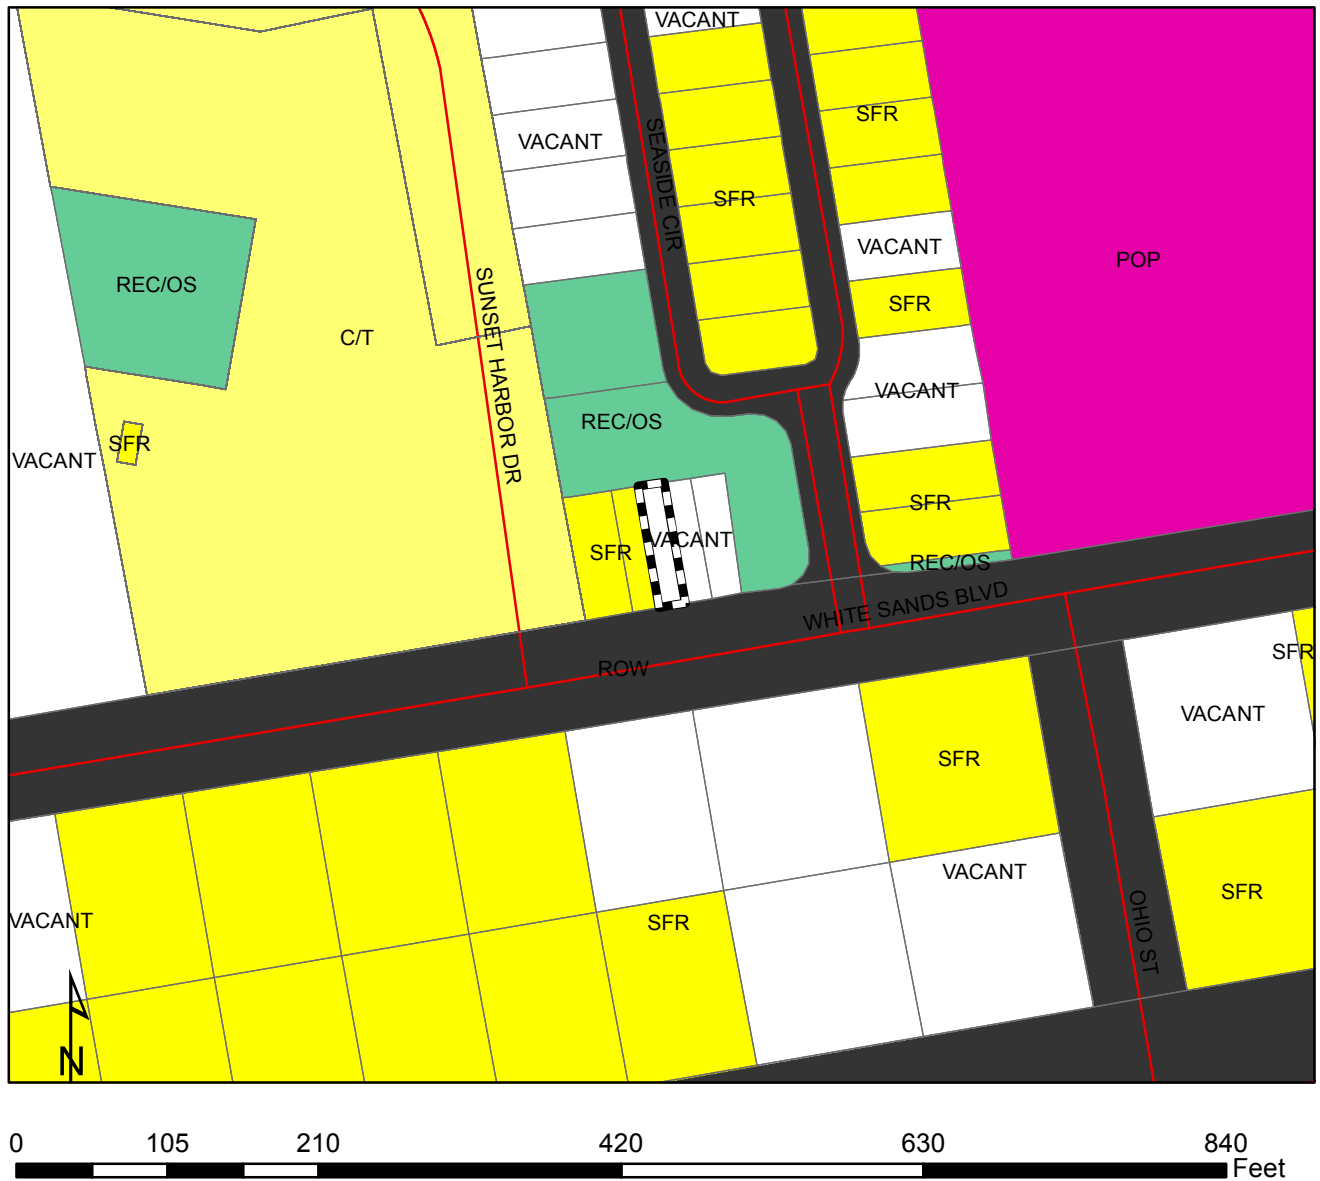 VACANT
SFR
VACANT
SEASIDE CIR
SFR
VACANT
POP
REC/OS
SUNSET HARBOR DR
SFR
C/T
VACANT
REC/OS
SFR
VACANT
SFR
VACANT
SFR
REC/OS
WHITE SANDS BLVD
ROW
SFR
VACANT
SFR
VACANT
SFR
OHIO ST
VACANT
SFR
N
0 105 210 420 630 840
Feet